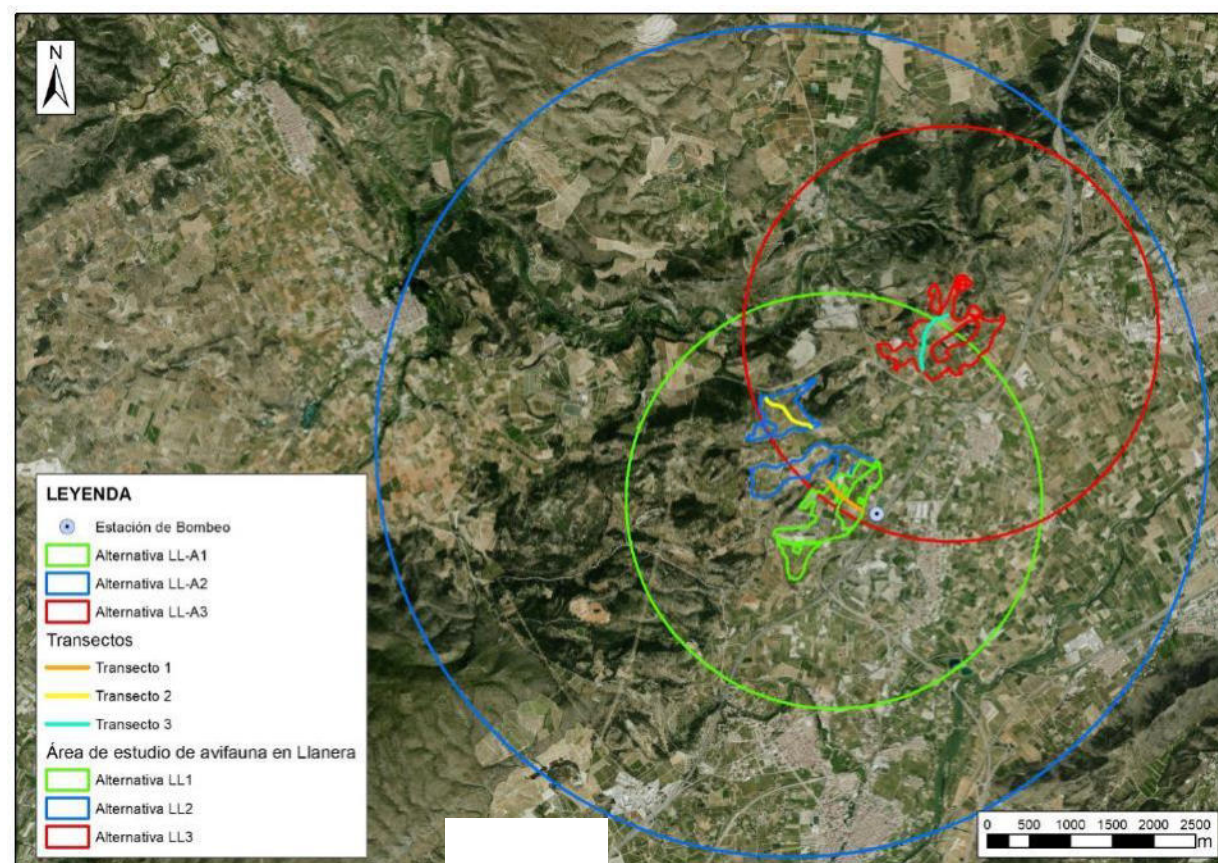 N
LEYENDA
Estación de Bombeo
Alternativa LL-A1
Alternativa LL-A2
Alternativa LL-A3
Transectos
Transecto 1
Transecto 2
Transecto 3
Área de estudio de avifauna en Llanera
Alternativa LL1
Alternativa LL2
Alternativa LL3
0 500 1000 1500 2000 2500
m